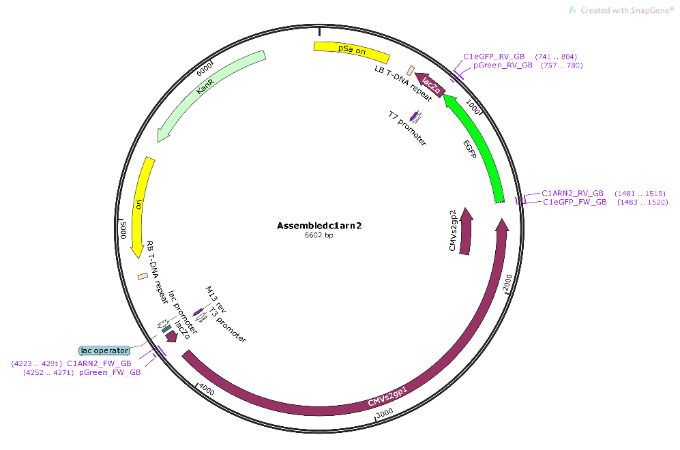 Created with SnapGene®
pSa ori
LB T-DNA repeat
lacZα
C1eGFP_RV_GB (741 .. 804)
pGreen_RV_GB (757 .. 780)
1000
T7 promoter
EGFP
C1ARN2_RV_GB (1481 .. 1519)
C1eGFP_FW_GB (1483 .. 1520)
CMVs2gp2
2000
Assembledc1arn2
6602 bp
CMVs2gp1
3000
4000
M13 rev
T3 promoter
lac promoter
lacZα
lac operator
(4223 .. 4291) C1ARN2_FW_GB
(4252 .. 4271) pGreen_FW_GB
RB T-DNA repeat
5000
ori
KanR
6000